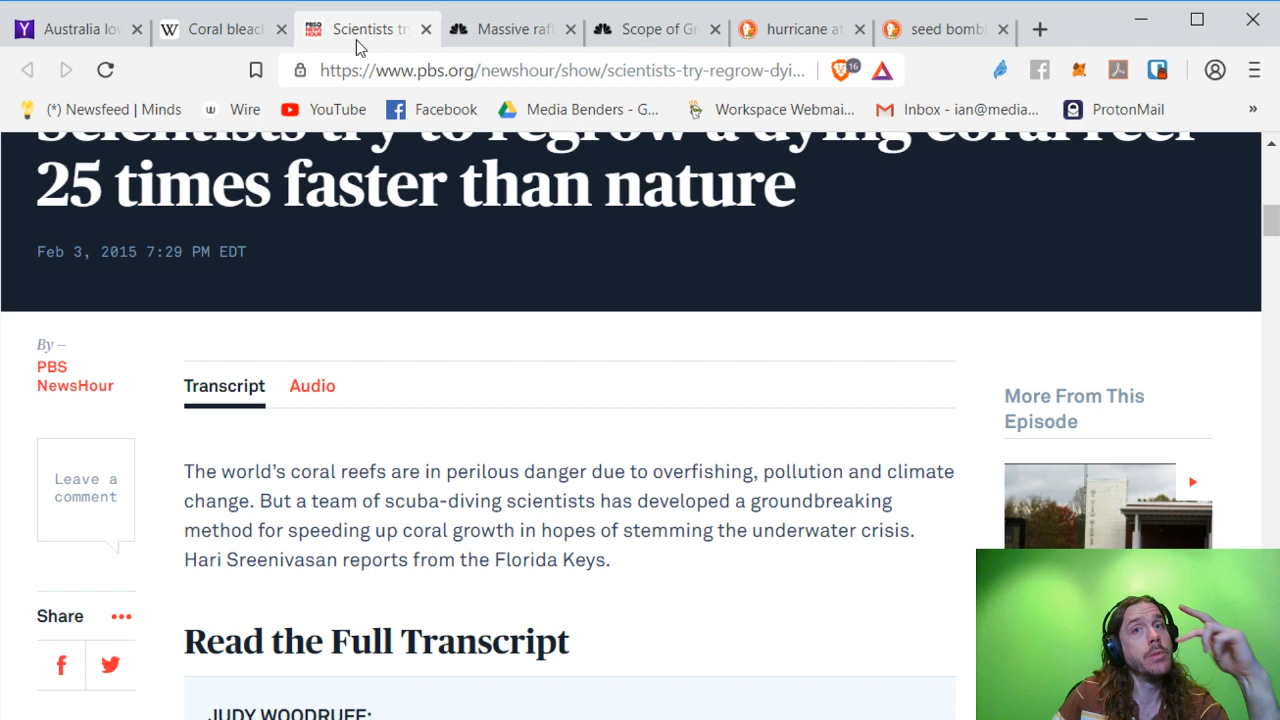 Australia lo
Coral bleach
Scientists try
Massive raft
Scope of Gr
hurricane at
seed bombi
https://www.pbs.org/newshour/show/scientists-try-regrow-dyi...
16
(*) Newsfeed | Minds
Wire
YouTube
Facebook
Media Benders - G...
Workspace Webmai...
Inbox - ian@media...
ProtonMail
»
Scientists try to regrow a dying coral reef
25 times faster than nature
Feb 3, 2015 7:29 PM EDT
By —
PBS
NewsHour
Transcript
Audio
More From This
Episode
Leave a
comment
The world's coral reefs are in perilous danger due to overfishing, pollution and climate
change. But a team of scuba-diving scientists has developed a groundbreaking
method for speeding up coral growth in hopes of stemming the underwater crisis.
Hari Sreenivasan reports from the Florida Keys.
Share
Read the Full Transcript
JUDY WOODRUFF: